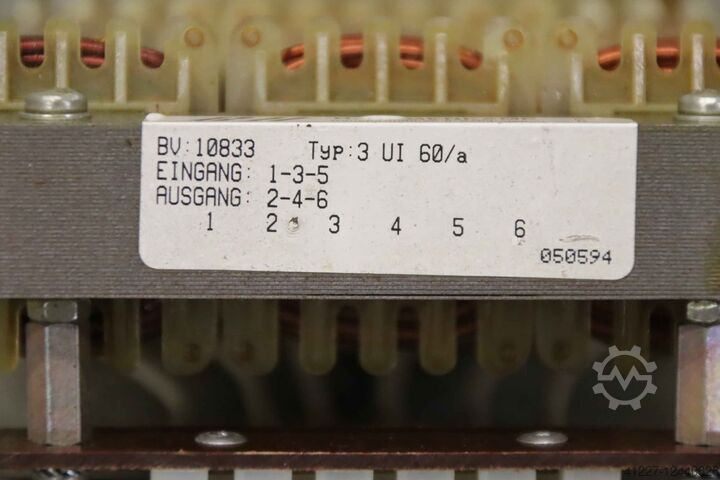 BV:10833 Typ:3 UI 60/a
EINGANG: 1-3-5
AUSGANG: 2-4-6
1 2 3 4 5 6
050594